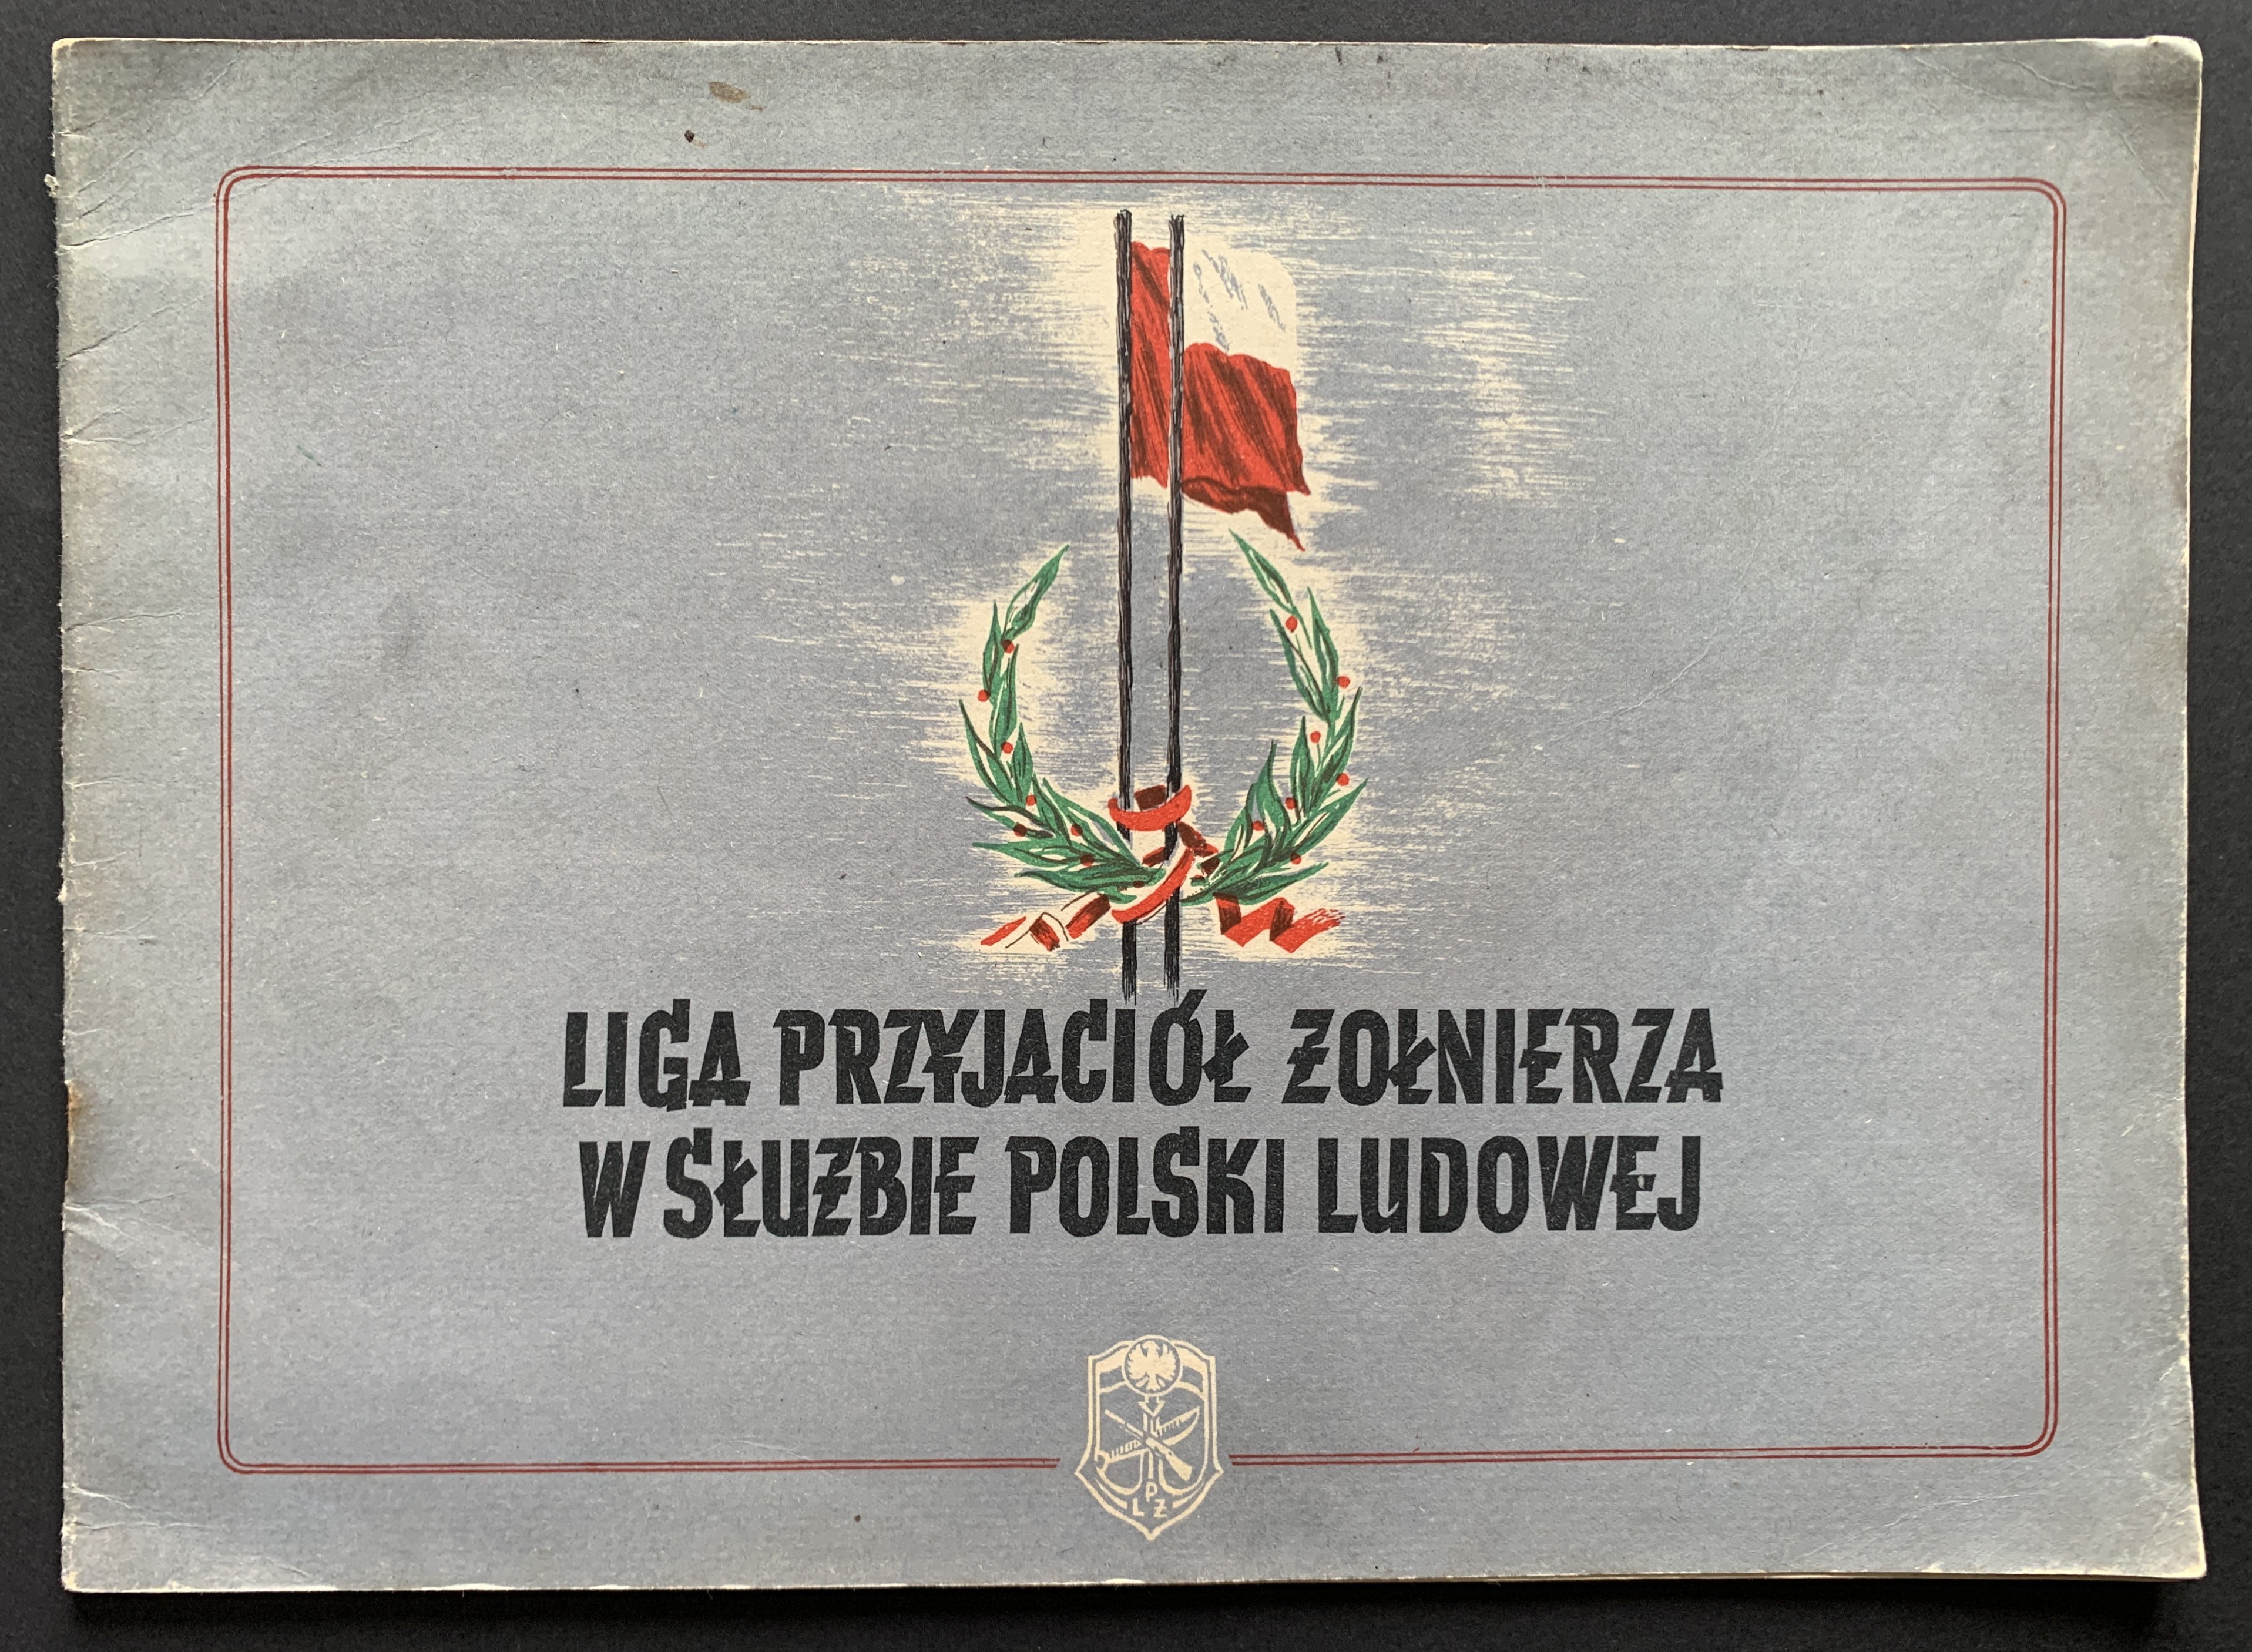 LIGA PRZYJACIÓŁ ŻOŁNIERZA
W SŁUŻBIE POLSKI LUDOWEJ
LPŻ